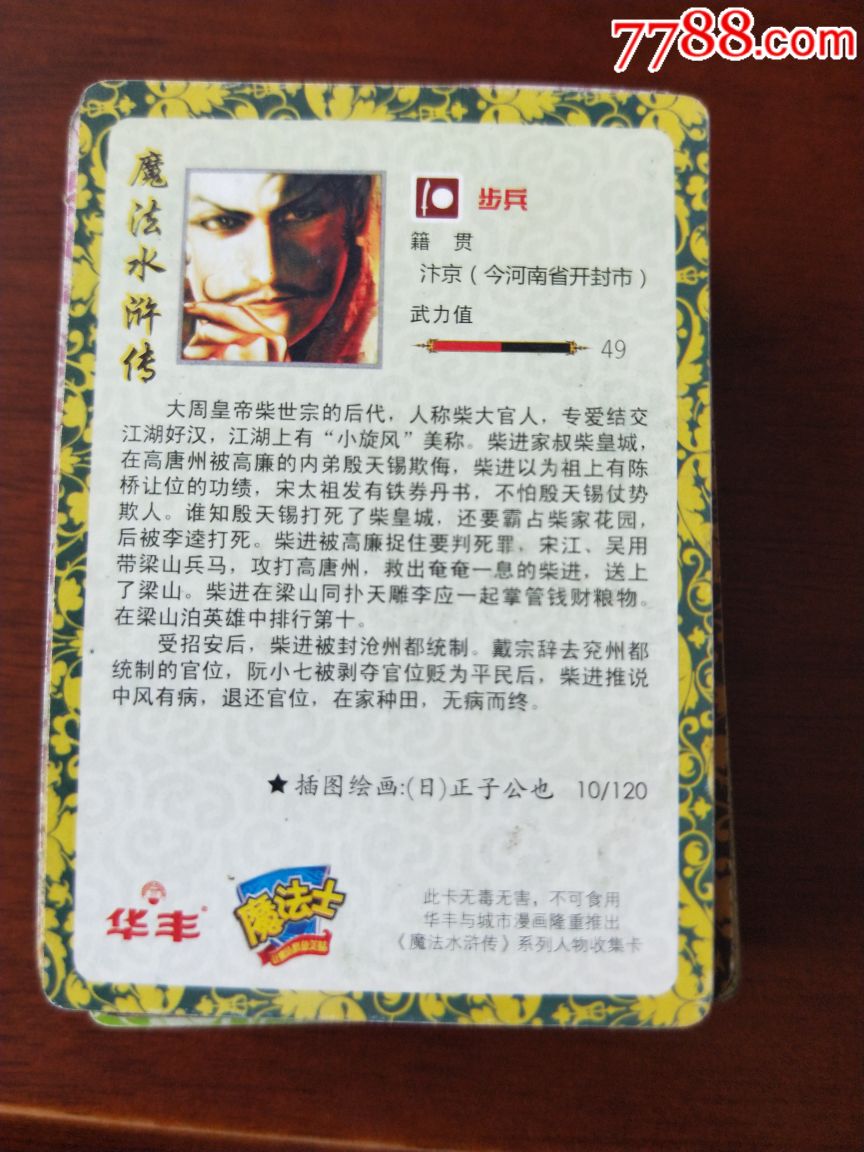 7788.com
魔法水浒传
步兵
籍 贯
汴京（今河南省开封市）
武力值
49
大周皇帝柴世宗的后代，人称柴大官人，专爱结交
江湖好汉，江湖上有“小旋风”美称。柴进家叔柴皇城，
在高唐州被高廉的内弟殷天锡欺侮，柴进以为祖上有陈
桥让位的功绩，宋太祖发有铁券丹书，不怕殷天锡仗势
欺人。谁知殷天锡打死了柴皇城，还要霸占柴家花园，
后被李逵打死。柴进被高廉捉住要判死罪，宋江、吴用
带梁山兵马，攻打高唐州，救出奄奄一息的柴进，送上
了梁山。柴进在梁山同扑天雕李应一起掌管钱财粮物。
在梁山泊英雄中排行第十。
受招安后，柴进被封沧州都统制。戴宗辞去兖州都
统制的官位，阮小七被剥夺官位贬为平民后，柴进推说
中风有病，退还官位，在家种田，无病而终。
★ 插图绘画:(日)正子公也 10/120
华丰
魔法士
此卡无毒无害，不可食用
华丰与城市漫画隆重推出
《魔法水浒传》系列人物收集卡